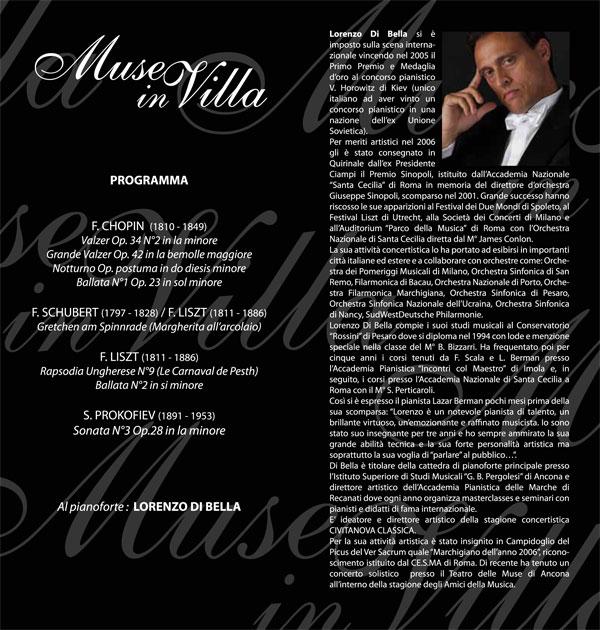 Muse
in Villa
PROGRAMMA
F. CHOPIN (1810 - 1849)
Valzer Op. 34 N°2 in la minore
Grande Valzer Op. 42 in la bemolle maggiore
Notturno Op. postuma in do diesis minore
Ballata N°1 Op. 23 in sol minore
F. SCHUBERT (1797 - 1828) / F. LISZT (1811 - 1886)
Gretchen am Spinnrade (Margherita all'arcolaio)
F. LISZT (1811 - 1886)
Rapsodia Ungherese N°9 (Le Carnaval de Pesth)
Ballata N°2 in si minore
S. PROKOFIEV (1891 - 1953)
Sonata N°3 Op.28 in la minore
Al pianoforte : LORENZO DI BELLA
Lorenzo Di Bella si è
imposto sulla scena interna-
zionale vincendo nel 2005 il
Primo Premio e Medaglia
d'oro al concorso pianistico
V. Horowitz di Kiev (unico
italiano ad aver vinto un
concorso pianistico in una
nazione dell'ex Unione
Sovietica).
Per meriti artistici nel 2006
gli è stato consegnato in
Quirinale dall'ex Presidente
Ciampi il Premio Sinopoli, istituito dall'Accademia Nazionale
"Santa Cecilia" di Roma in memoria del direttore d'orchestra
Giuseppe Sinopoli, scomparso nel 2001. Grande successo hanno
riscosso le sue apparizioni al Festival dei Due Mondi di Spoleto, al
Festival Liszt di Utrecht, alla Società dei Concerti di Milano e
all'Auditorium "Parco della Musica" di Roma con l'Orchestra
Nazionale di Santa Cecilia diretta dal M° James Conlon.
La sua attività concertistica lo ha portato ad esibirsi in importanti
città italiane ed estere e a collaborare con orchestre come: Orche-
stra dei Pomeriggi Musicali di Milano, Orchestra Sinfonica di San
Remo, Filarmonica di Bacau, Orchestra Nazionale di Porto, Orche-
stra Filarmonica Marchigiana, Orchestra Sinfonica di Pesaro,
Orchestra Sinfonica Nazionale dell'Ucraina, Orchestra Sinfonica
di Nancy, SudWestDeutsche Philarmonie.
Lorenzo Di Bella compie i suoi studi musicali al Conservatorio
"Rossini" di Pesaro dove si diploma nel 1994 con lode e menzione
speciale nella classe del M° B. Bizzarri. Ha frequentato poi per
cinque anni i corsi tenuti da F. Scala e L. Berman presso
l'Accademia Pianistica "Incontri col Maestro" di Imola e, in
seguito, i corsi presso l'Accademia Nazionale di Santa Cecilia a
Roma con il M° S. Perticaroli.
Così si è espresso il pianista Lazar Berman pochi mesi prima della
sua scomparsa: "Lorenzo è un notevole pianista di talento, un
brillante virtuoso, un'emozionante e raffinato musicista. Io sono
stato suo insegnante per tre anni e ho sempre ammirato la sua
grande abilità tecnica e la sua forte personalità artistica ma
soprattutto la sua voglia di "parlare" al pubblico…".
Di Bella è titolare della cattedra di pianoforte principale presso
l'Istituto Superiore di Studi Musicali "G. B. Pergolesi" di Ancona e
direttore artistico dell'Accademia Pianistica delle Marche di
Recanati dove ogni anno organizza masterclasses e seminari con
pianisti e didatti di fama internazionale.
E' ideatore e direttore artistico della stagione concertistica
CIVITANOVA CLASSICA.
Per la sua attività artistica è stato insignito in Campidoglio del
Picus del Ver Sacrum quale "Marchigiano dell'anno 2006", ricono-
scimento istituito dal CE.S.MA di Roma. Di recente ha tenuto un
concerto solistico presso il Teatro delle Muse di Ancona
all'interno della stagione degli Amici della Musica.